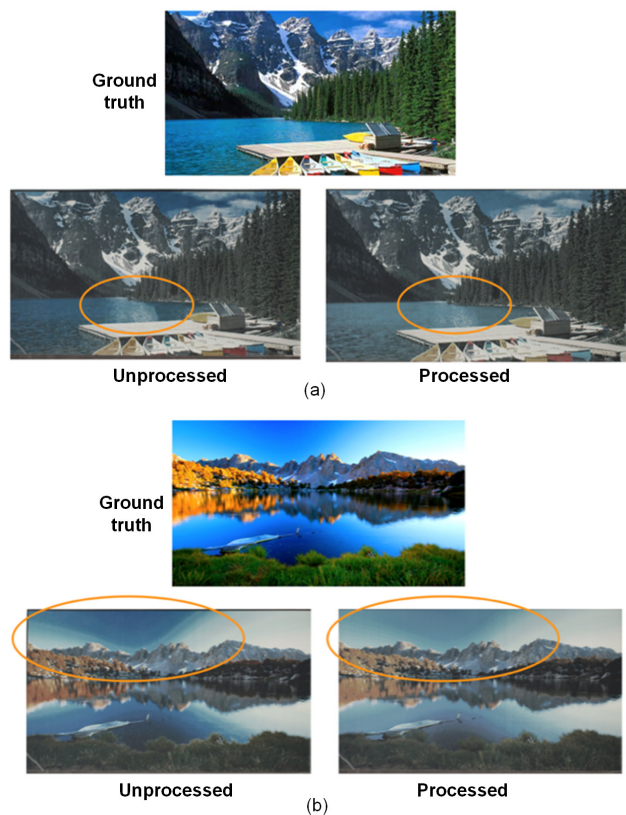 Ground
truth
Unprocessed
Processed
(a)
Ground
truth
Unprocessed
Processed
(b)